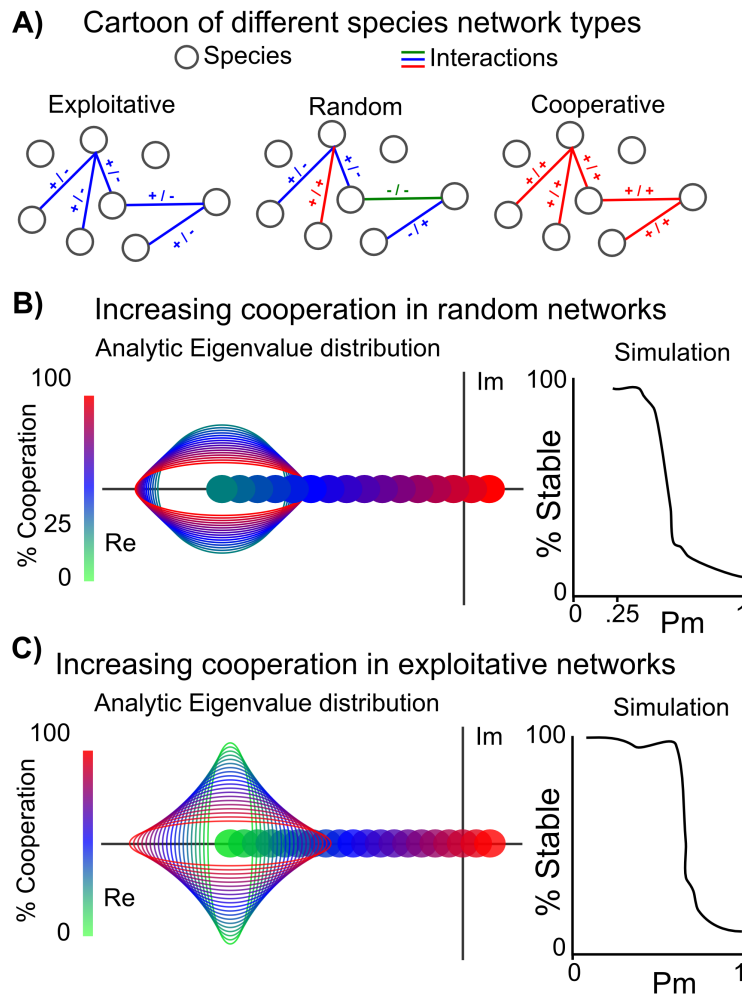 A) Cartoon of different species network types
Species Interactions
Exploitative Random Cooperative
+/- +/- +/- +/- +/-
+/- +/+ +/- -/- -/+
+/+ +/+ +/+ +/+ +/+
B) Increasing cooperation in random networks
Analytic Eigenvalue distribution
Simulation
100
25
0
% Cooperation
Re
Im
100
0
% Stable
0 .25 1
Pm
C) Increasing cooperation in exploitative networks
Analytic Eigenvalue distribution
Simulation
100
0
% Cooperation
Re
Im
100
0
% Stable
0 1
Pm